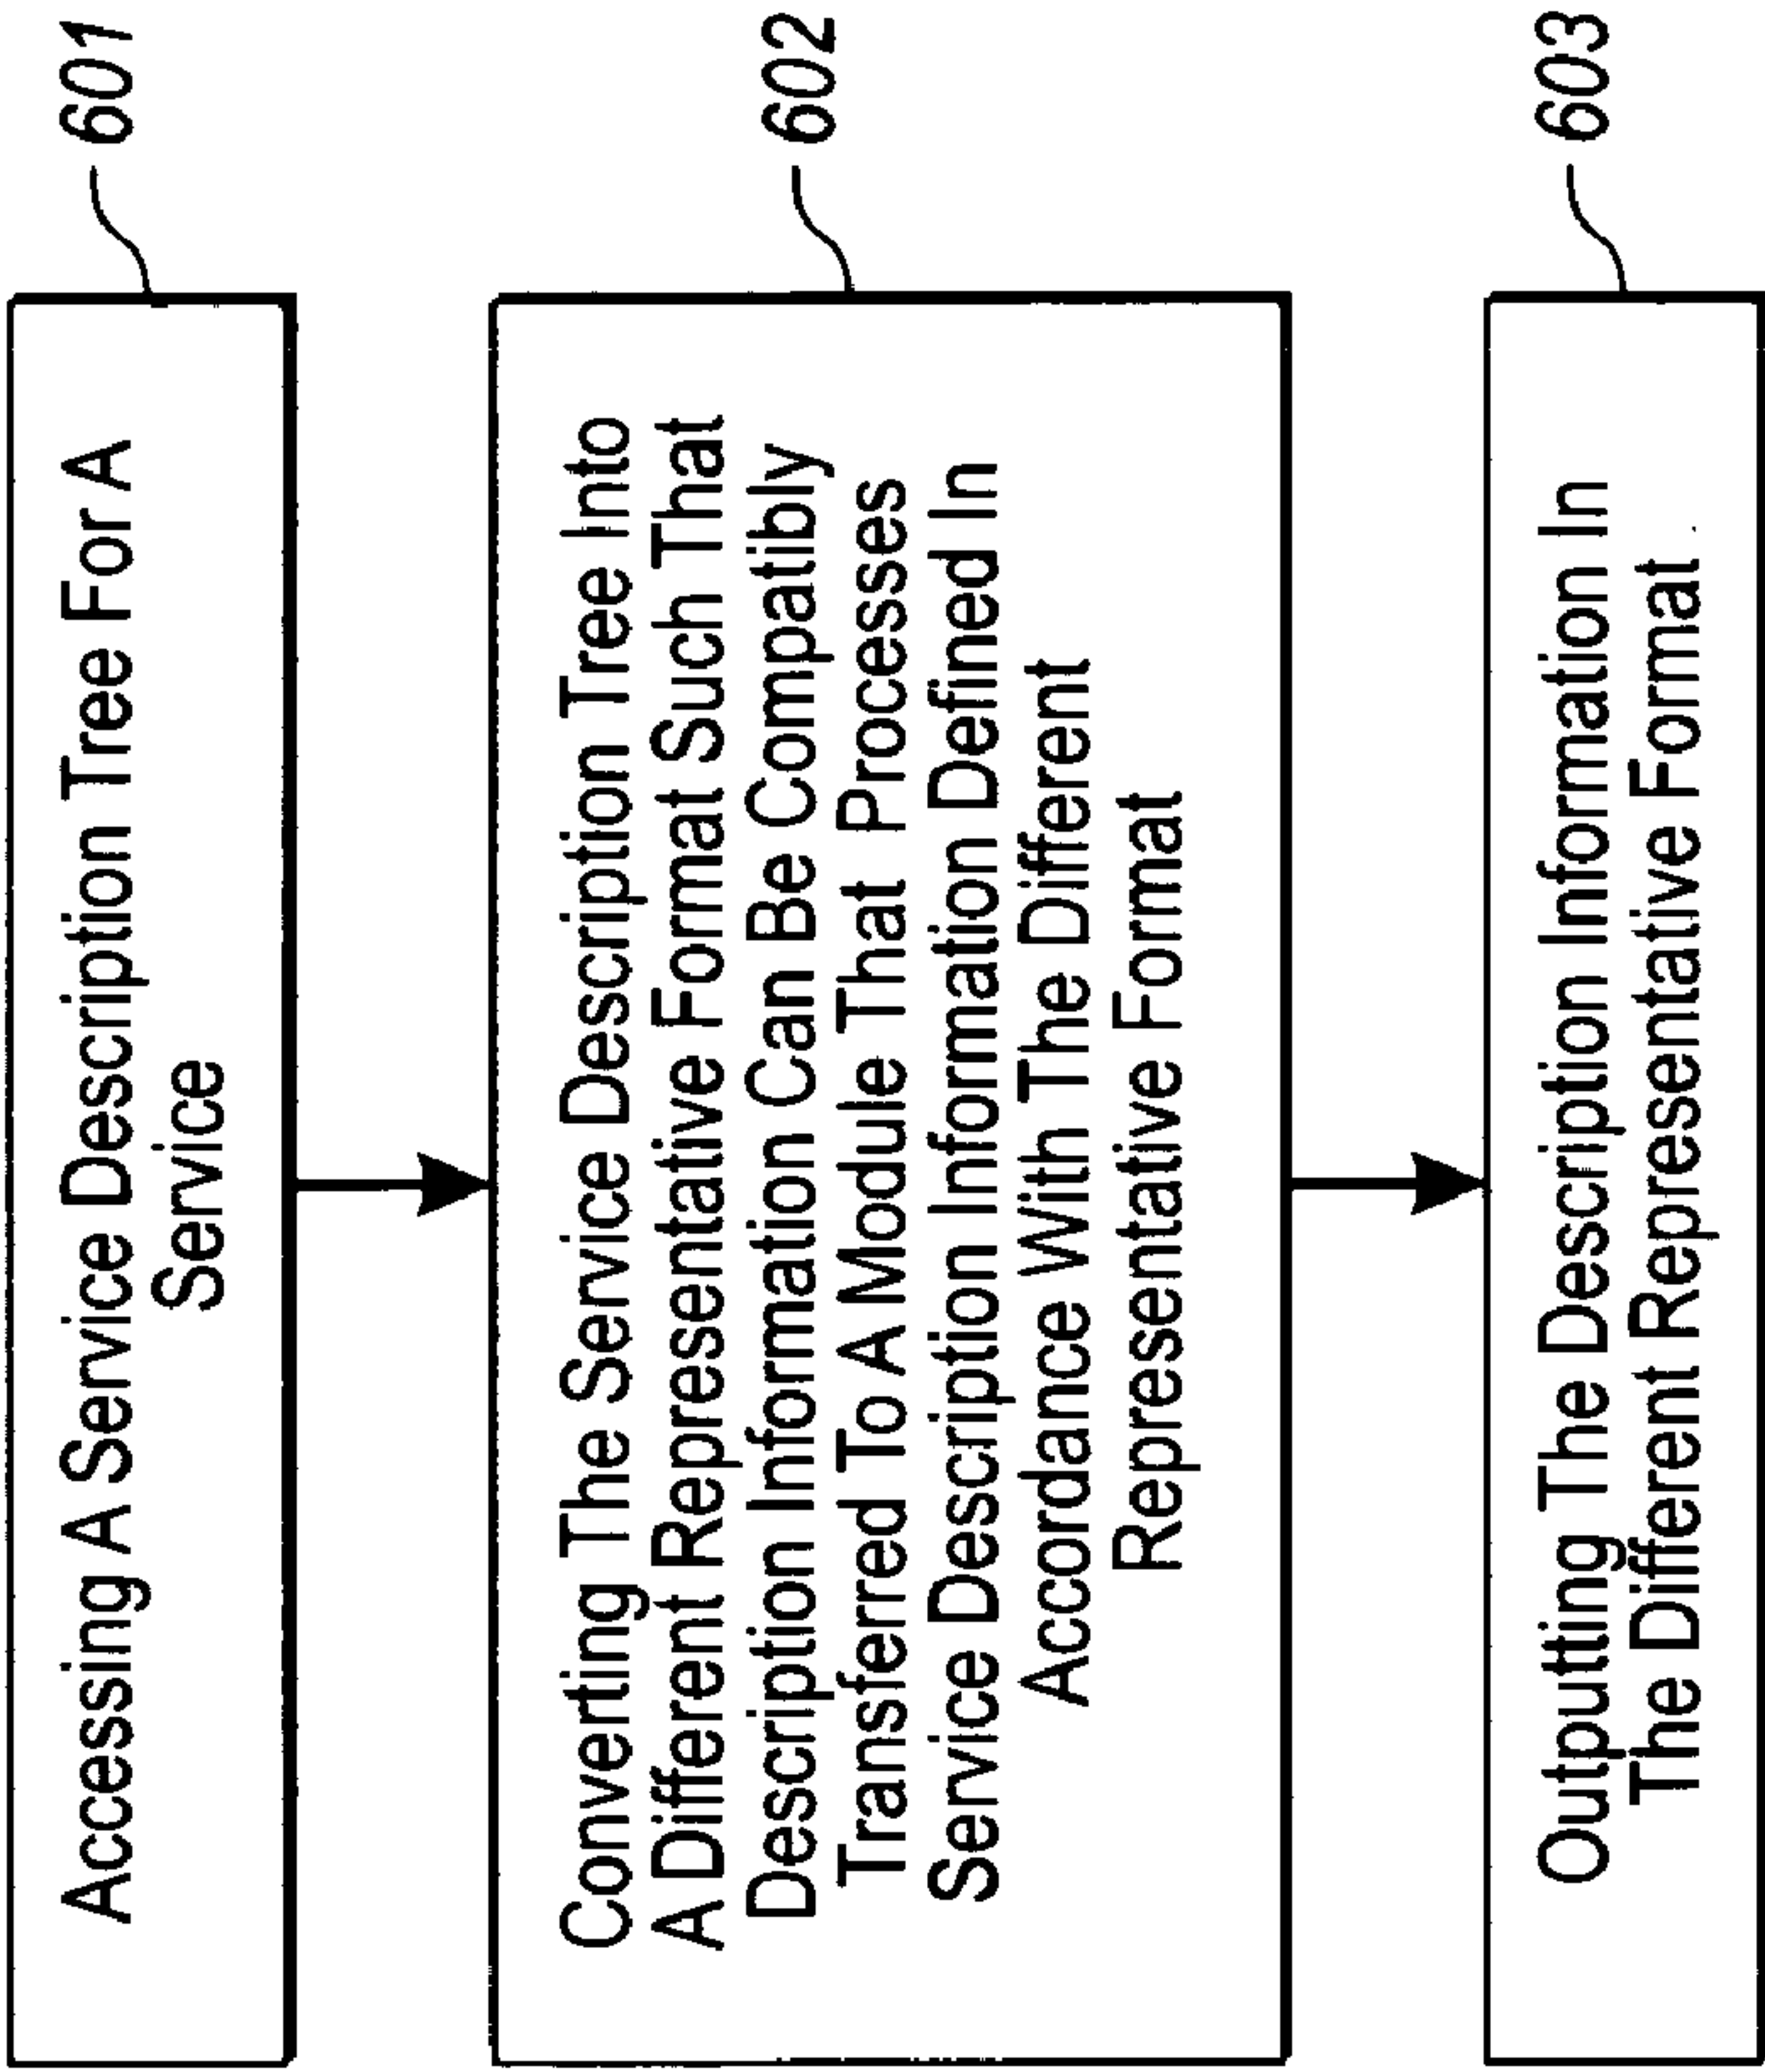 Accessing A Service Description Tree For A
Service
601
Converting The Service Description Tree Into
A Different Representative Format Such That
Description Information Can Be Compatibly
Transferred To A Module That Processes
Service Description Information Defined In
Accordance With The Different
Representative Format
602
Outputting The Description Information In
The Different Representative Format .
603